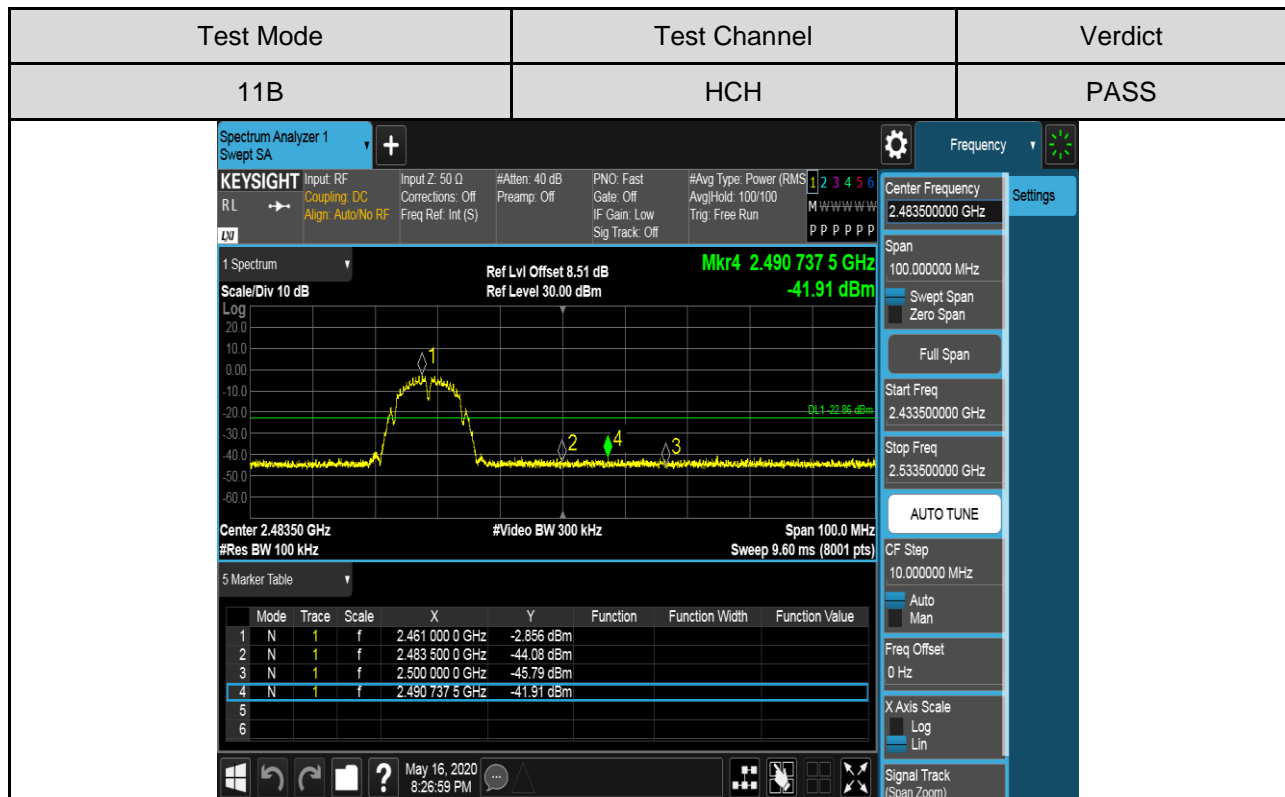 Test Mode Test Channel Verdict
11B HCH PASS
Spectrum Analyzer 1
Swept SA
Frequency
KEYSIGHT Input: RF Input Z: 50 Ω #Atten: 40 dB PNO: Fast #Avg Type: Power (RMS 1 2 3 4 5 6
RL Coupling: DC Corrections: Off Preamp: Off Gate: Off Avg|Hold: 100/100 M W W W W W
Align: Auto/No RF Freq Ref: Int (S) IF Gain: Low Trig: Free Run
LXI Sig Track: Off P P P P P P
Center Frequency
2.483500000 GHz
Settings
Span
100.000000 MHz
Swept Span
Zero Span
Full Span
Start Freq
2.433500000 GHz
Stop Freq
2.533500000 GHz
AUTO TUNE
CF Step
10.000000 MHz
Auto
Man
Freq Offset
0 Hz
X Axis Scale
Log
Lin
Signal Track
(Span Zoom)
1 Spectrum
Ref Lvl Offset 8.51 dB
Mkr4 2.490 737 5 GHz
Scale/Div 10 dB
Ref Level 30.00 dBm
-41.91 dBm
Log
20.0
10.0
0.00
-10.0
-20.0
-30.0
-40.0
-50.0
-60.0
1
2
4
3
DL1 -22.86 dBm
Center 2.48350 GHz #Video BW 300 kHz Span 100.0 MHz
#Res BW 100 kHz Sweep 9.60 ms (8001 pts)
5 Marker Table
Mode Trace Scale X Y Function Function Width Function Value
1 N 1 f 2.461 000 0 GHz -2.856 dBm
2 N 1 f 2.483 500 0 GHz -44.08 dBm
3 N 1 f 2.500 000 0 GHz -45.79 dBm
4 N 1 f 2.490 737 5 GHz -41.91 dBm
5
6
? May 16, 2020
8:26:59 PM